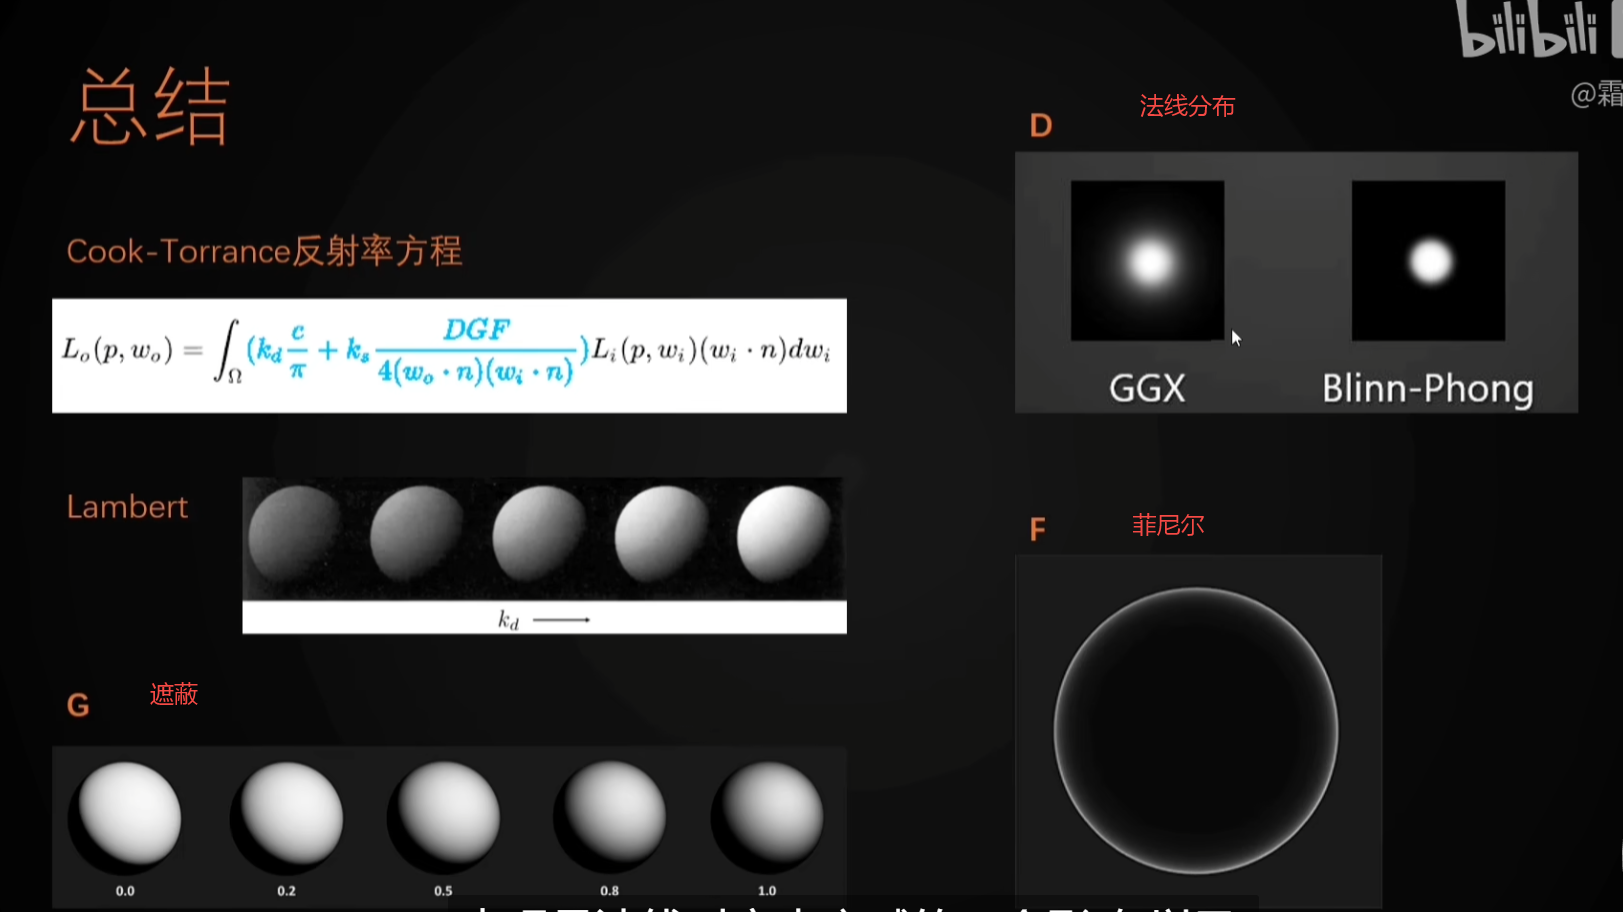 bilibili
@霜
总结
Cook-Torrance反射率方程
L_o(p, w_o) = ∫_Ω (k_d c/π + k_s DGF / 4(w_o · n)(w_i · n)) L_i(p, w_i)(w_i · n)dw_i
Lambert
k_d ⟶
G 遮蔽
0.0 0.2 0.5 0.8 1.0
D 法线分布
GGX Blinn-Phong
F 菲尼尔